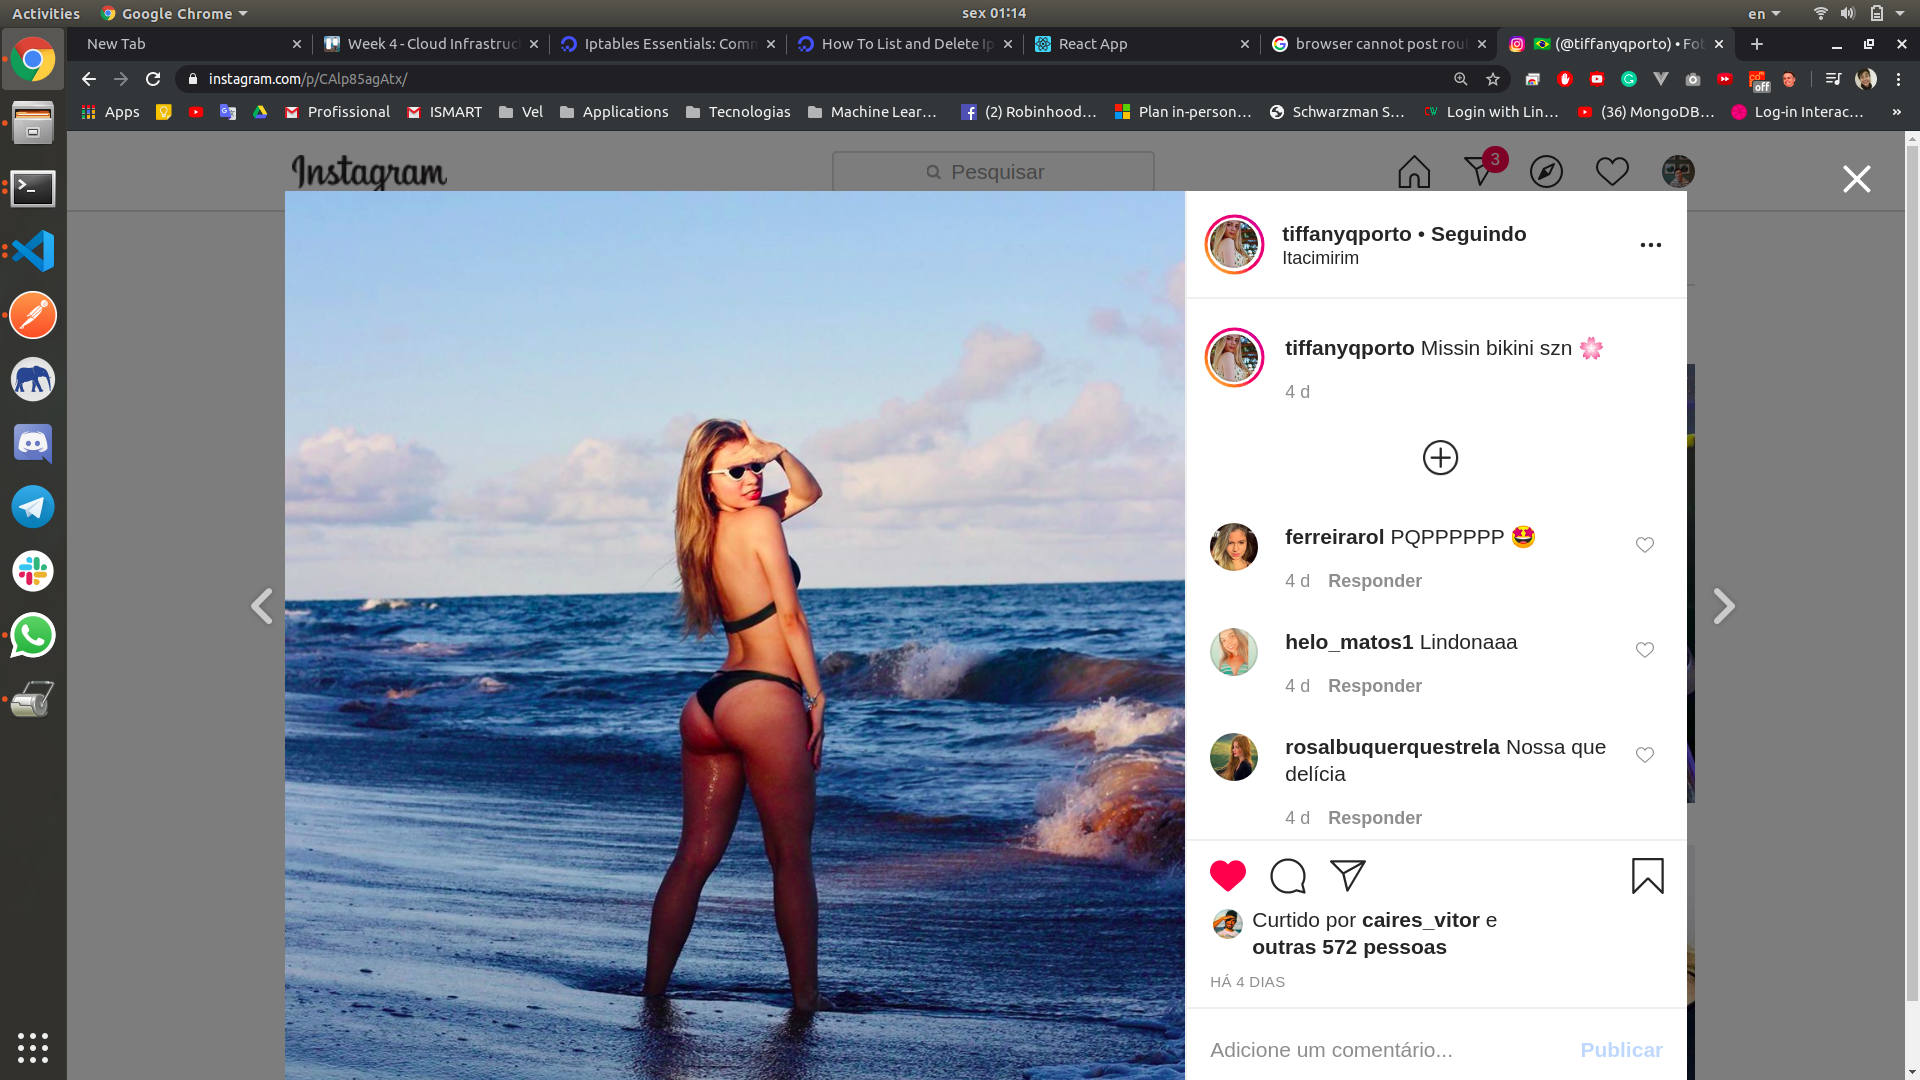 Activities
Google Chrome
sex 01:14
en
New Tab
Week 4 - Cloud Infrastruc
Iptables Essentials: Comm
How To List and Delete Ip
React App
browser cannot post rou
(@tiffanyqporto) • Fot
instagram.com/p/CAlp85agAtx/
Apps
Profissional
ISMART
Vel
Applications
Tecnologias
Machine Lear…
(2) Robinhood…
Plan in-person…
Schwarzman S…
Login with Lin…
(36) MongoDB…
Log-in Interac…
»
off
Instagram
Pesquisar
3
tiffanyqporto • Seguindo
Itacimirim
tiffanyqporto Missin bikini szn 🌸
4 d
ferreirarol PQPPPPPP 🤩
4 d Responder
helo_matos1 Lindonaaa
4 d Responder
rosalbuquerquestrela Nossa que
delícia
4 d Responder
Curtido por caires_vitor e
outras 572 pessoas
HÁ 4 DIAS
Adicione um comentário...
Publicar